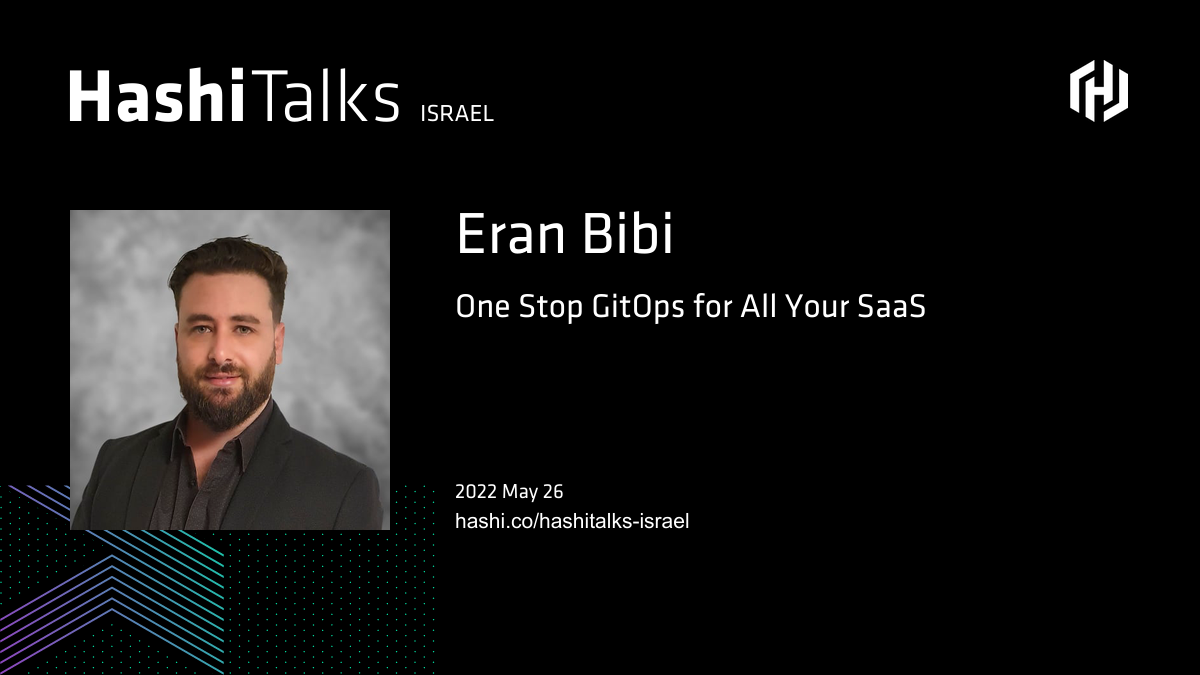 HashiTalks ISRAEL
Eran Bibi
One Stop GitOps for All Your SaaS
2022 May 26
hashi.co/hashitalks-israel